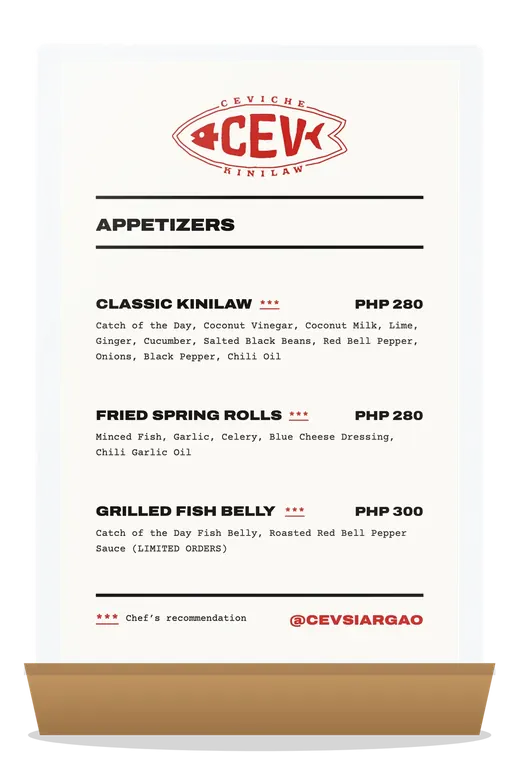 CEVICHE
CEV
KINILAW
APPETIZERS
CLASSIC KINILAW *** PHP 280
Catch of the Day, Coconut Vinegar, Coconut Milk, Lime,
Ginger, Cucumber, Salted Black Beans, Red Bell Pepper,
Onions, Black Pepper, Chili Oil
FRIED SPRING ROLLS *** PHP 280
Minced Fish, Garlic, Celery, Blue Cheese Dressing,
Chili Garlic Oil
GRILLED FISH BELLY *** PHP 300
Catch of the Day Fish Belly, Roasted Red Bell Pepper
Sauce (LIMITED ORDERS)
*** Chef's recommendation @CEVSIARGAO